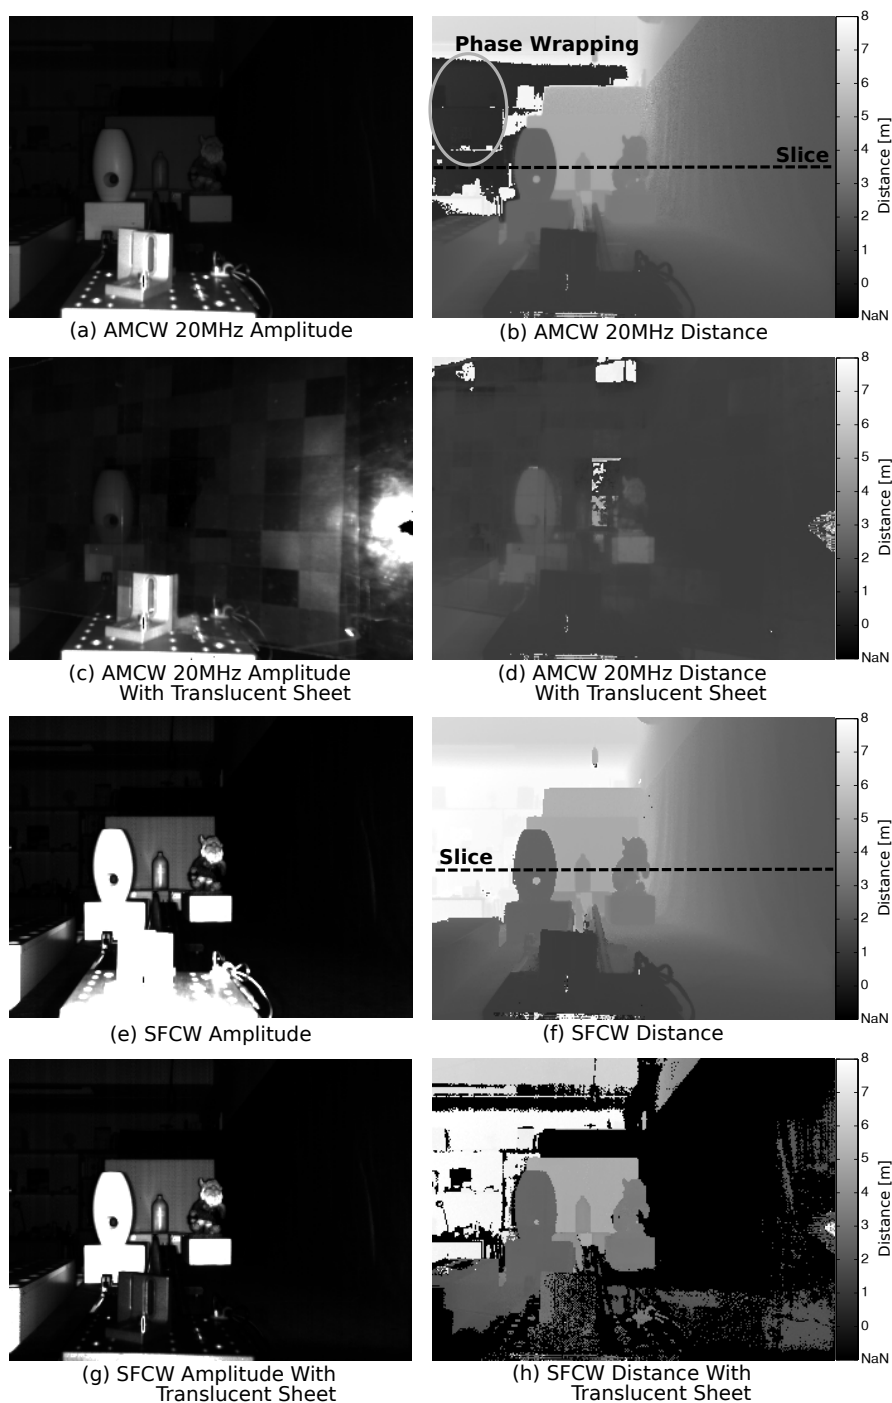 Phase Wrapping
Slice
8
7
6
5
4
3
2
1
0
NaN
Distance [m]
(a) AMCW 20MHz Amplitude
(b) AMCW 20MHz Distance
8
7
6
5
4
3
2
1
0
NaN
Distance [m]
(c) AMCW 20MHz Amplitude
With Translucent Sheet
(d) AMCW 20MHz Distance
With Translucent Sheet
Slice
8
7
6
5
4
3
2
1
0
NaN
Distance [m]
(e) SFCW Amplitude
(f) SFCW Distance
8
7
6
5
4
3
2
1
0
NaN
Distance [m]
(g) SFCW Amplitude With
Translucent Sheet
(h) SFCW Distance With
Translucent Sheet